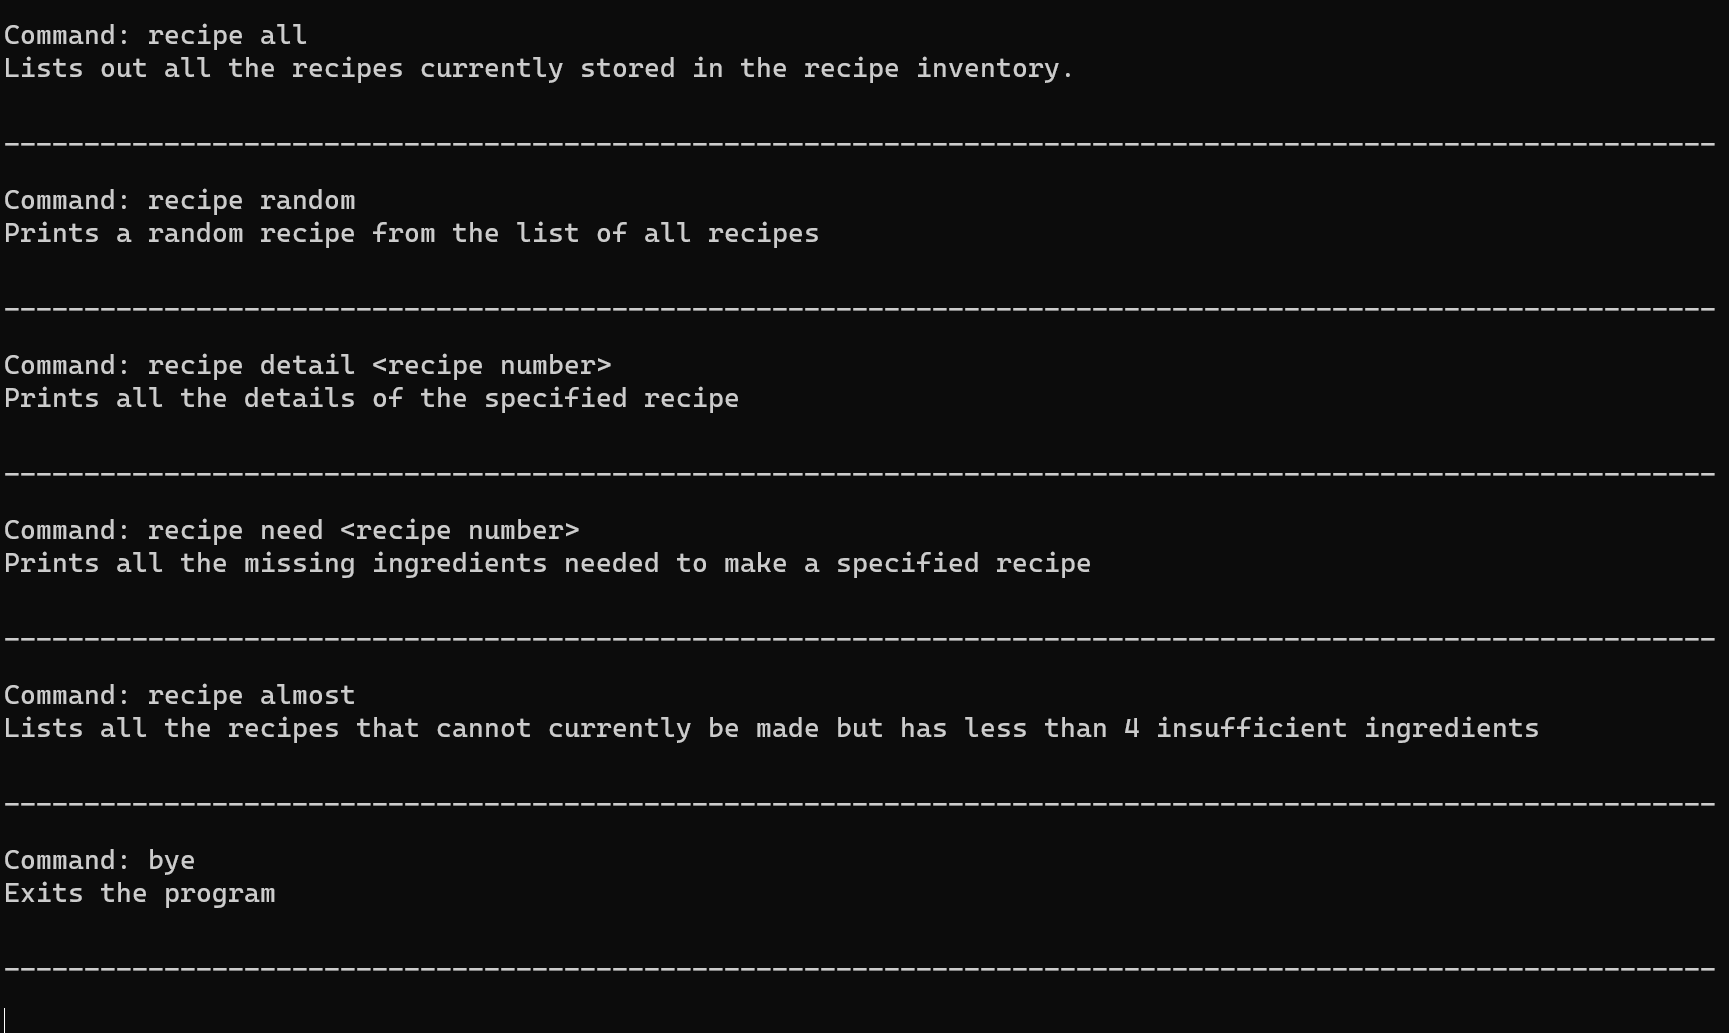 Command: recipe all
Lists out all the recipes currently stored in the recipe inventory.
-----------------------------------------------------------------------------------------------------------
Command: recipe random
Prints a random recipe from the list of all recipes
-----------------------------------------------------------------------------------------------------------
Command: recipe detail <recipe number>
Prints all the details of the specified recipe
-----------------------------------------------------------------------------------------------------------
Command: recipe need <recipe number>
Prints all the missing ingredients needed to make a specified recipe
-----------------------------------------------------------------------------------------------------------
Command: recipe almost
Lists all the recipes that cannot currently be made but has less than 4 insufficient ingredients
-----------------------------------------------------------------------------------------------------------
Command: bye
Exits the program
-----------------------------------------------------------------------------------------------------------